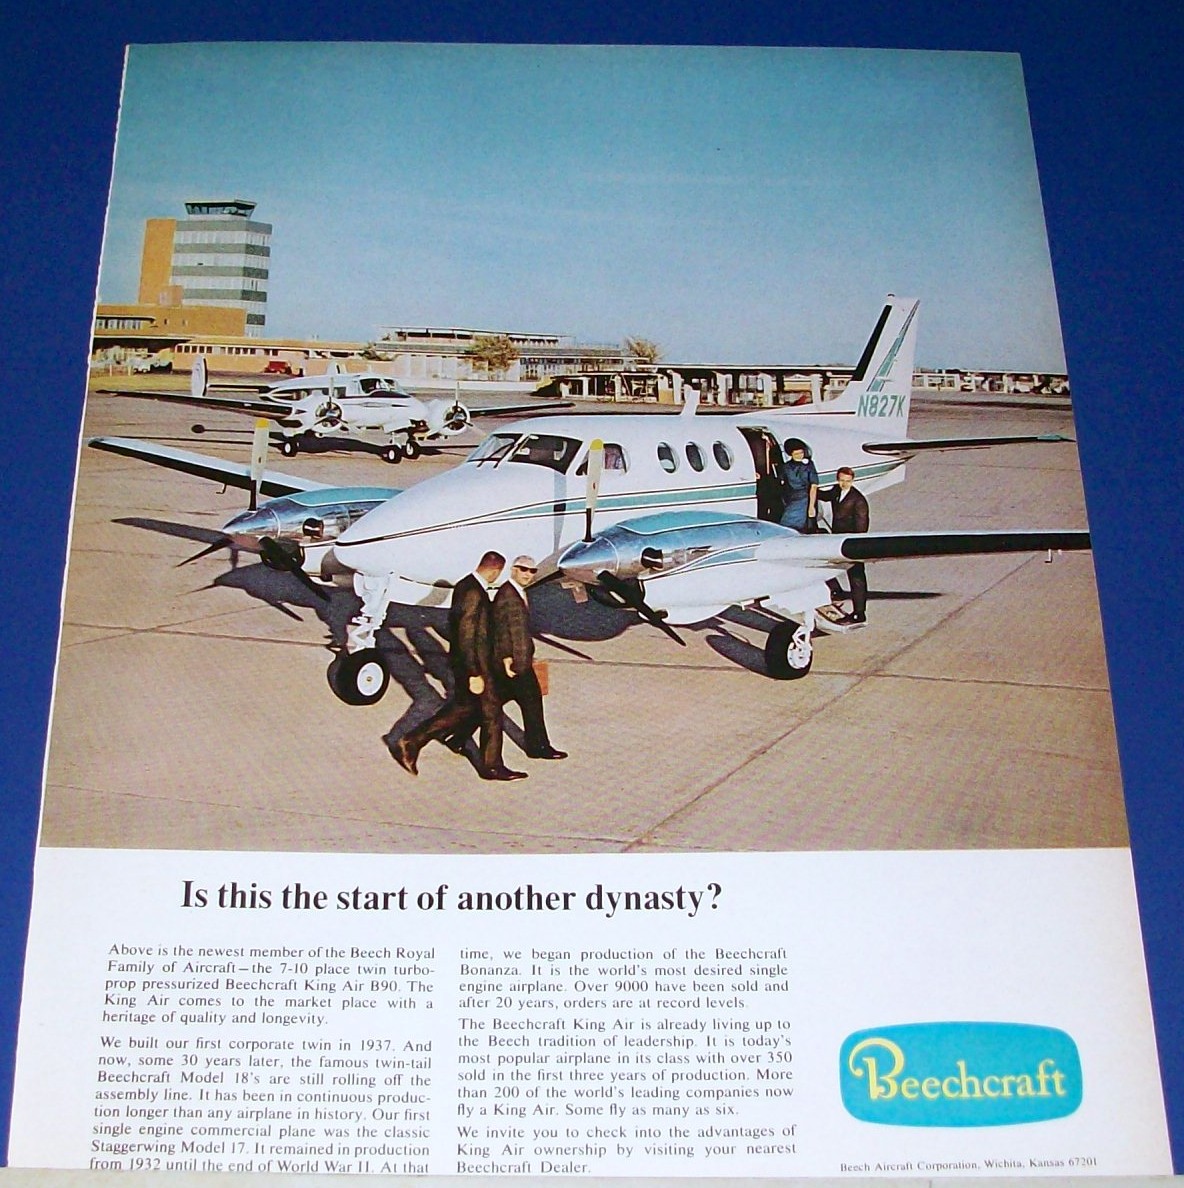 N827K
Is this the start of another dynasty?
Above is the newest member of the Beech Royal
Family of Aircraft—the 7-10 place twin turbo-
prop pressurized Beechcraft King Air B90. The
King Air comes to the market place with a
heritage of quality and longevity.
We built our first corporate twin in 1937. And
now, some 30 years later, the famous twin-tail
Beechcraft Model 18's are still rolling off the
assembly line. It has been in continuous produc-
tion longer than any airplane in history. Our first
single engine commercial plane was the classic
Staggerwing Model 17. It remained in production
from 1932 until the end of World War II. At that
time, we began production of the Beechcraft
Bonanza. It is the world's most desired single
engine airplane. Over 9000 have been sold and
after 20 years, orders are at record levels.
The Beechcraft King Air is already living up to
the Beech tradition of leadership. It is today's
most popular airplane in its class with over 350
sold in the first three years of production. More
than 200 of the world's leading companies now
fly a King Air. Some fly as many as six.
We invite you to check into the advantages of
King Air ownership by visiting your nearest
Beechcraft Dealer.
Beechcraft
Beech Aircraft Corporation, Wichita, Kansas 67201